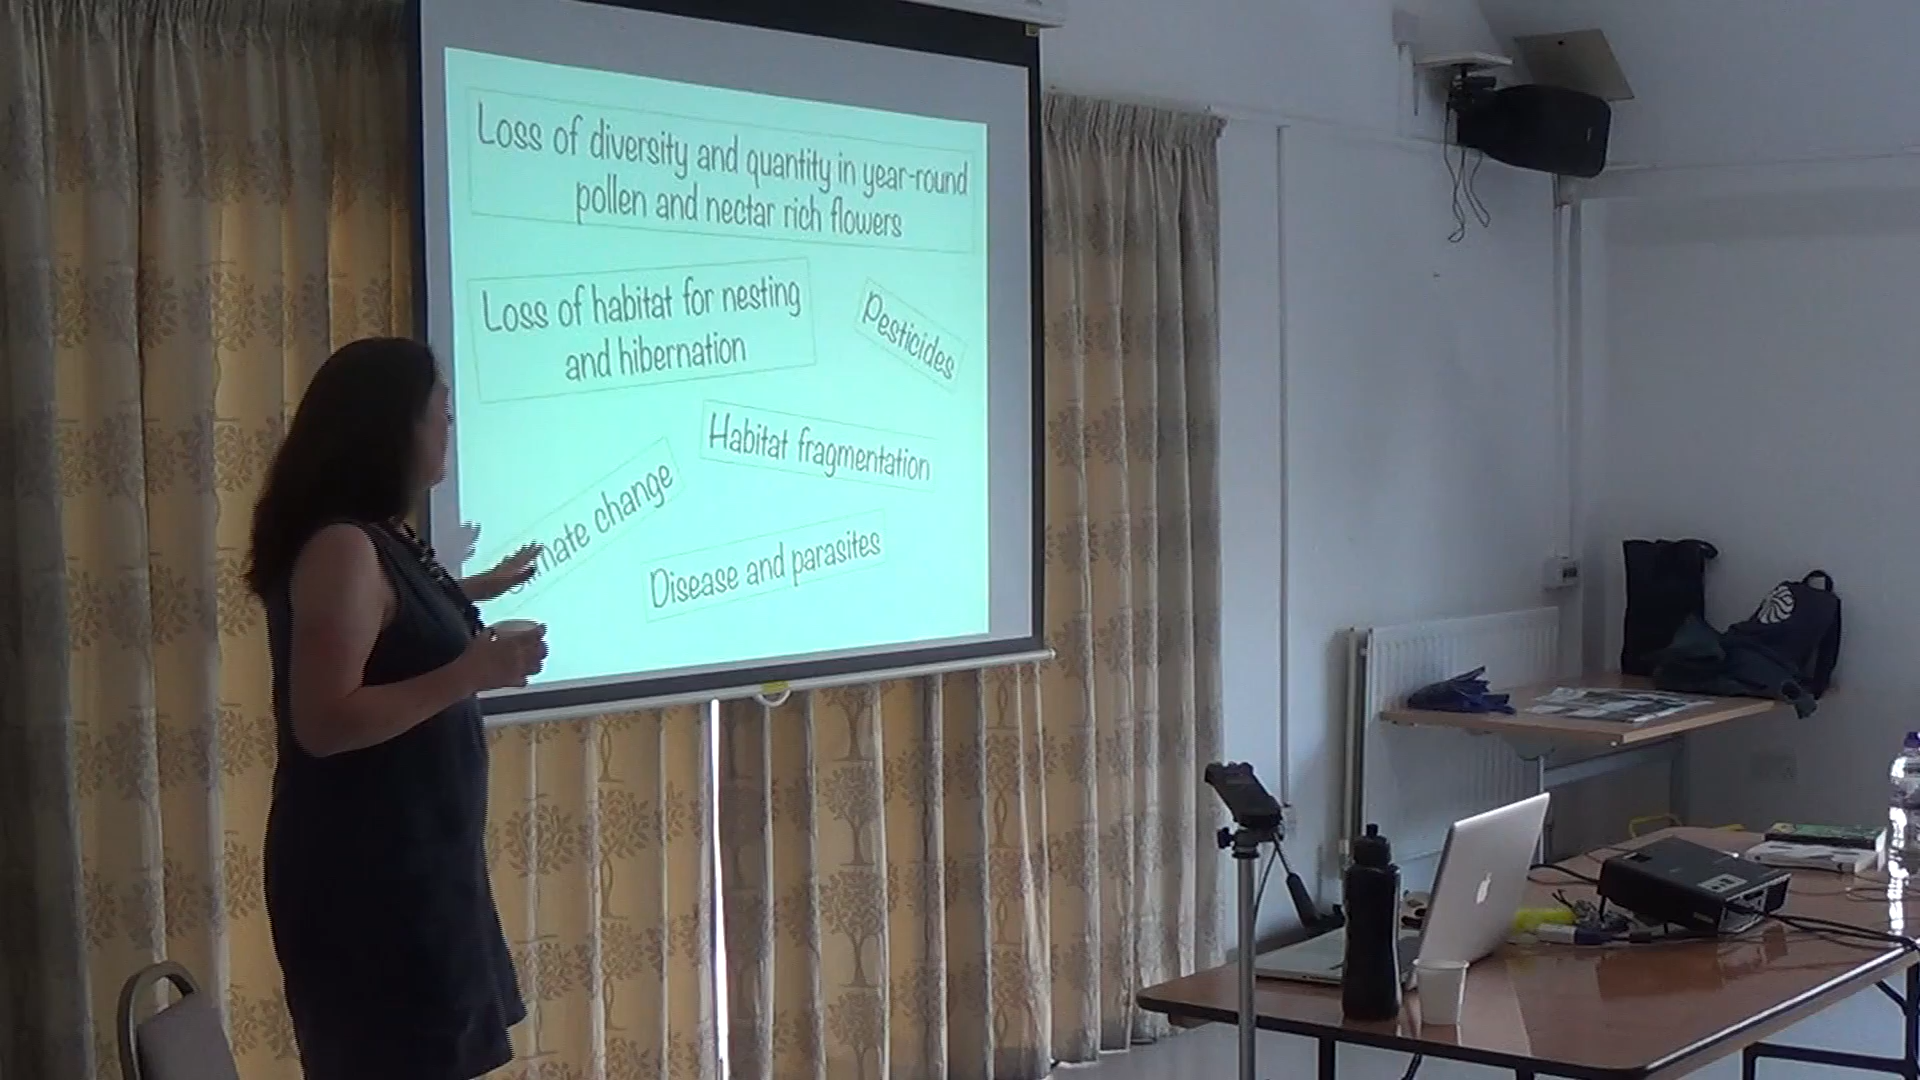 Loss of diversity and quantity in year-round
pollen and nectar rich flowers
Loss of habitat for nesting
and hibernation
Pesticides
Habitat fragmentation
change
Disease and parasites